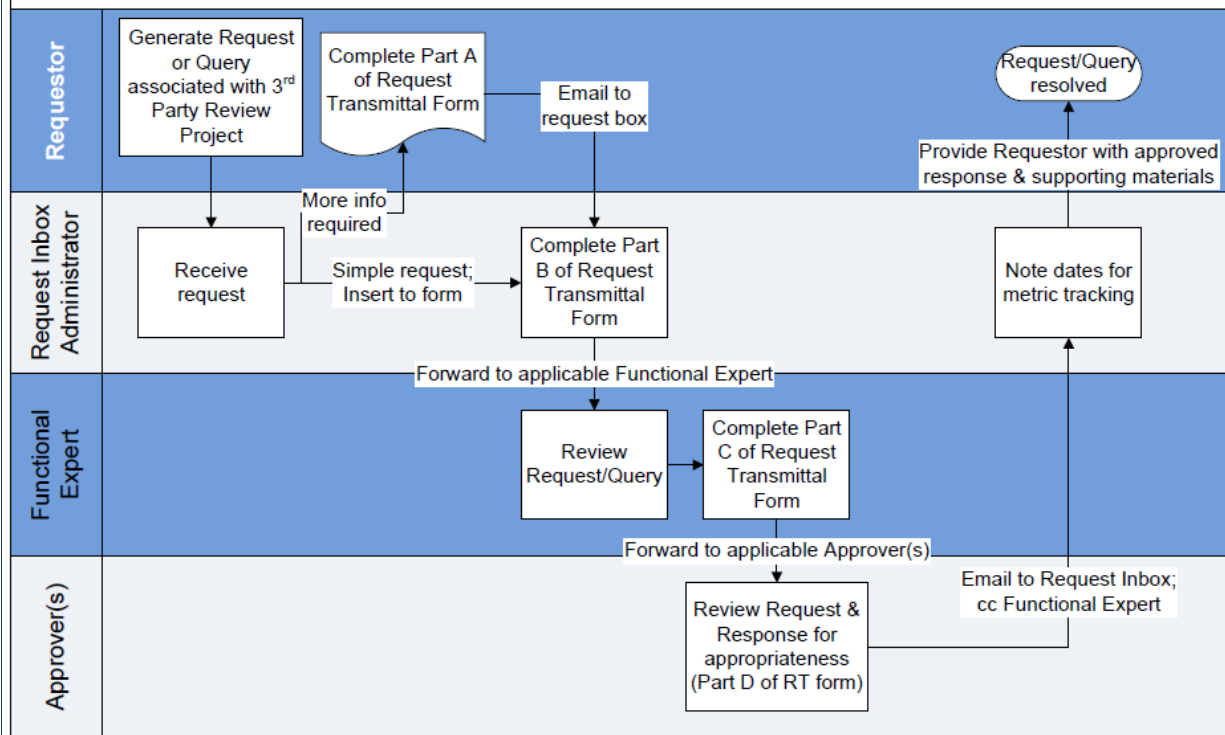 Requestor
Generate Request
or Query
associated with 3rd
Party Review
Project
Complete Part A
of Request
Transmittal Form
Email to
request box
Request/Query
resolved
Provide Requestor with approved
response & supporting materials
More info
required
Request Inbox
Administrator
Receive
request
Simple request;
Insert to form
Complete Part
B of Request
Transmittal
Form
Note dates for
metric tracking
Forward to applicable Functional Expert
Functional
Expert
Review
Request/Query
Complete Part
C of Request
Transmittal
Form
Forward to applicable Approver(s)
Approver(s)
Review Request &
Response for
appropriateness
(Part D of RT form)
Email to Request Inbox;
cc Functional Expert